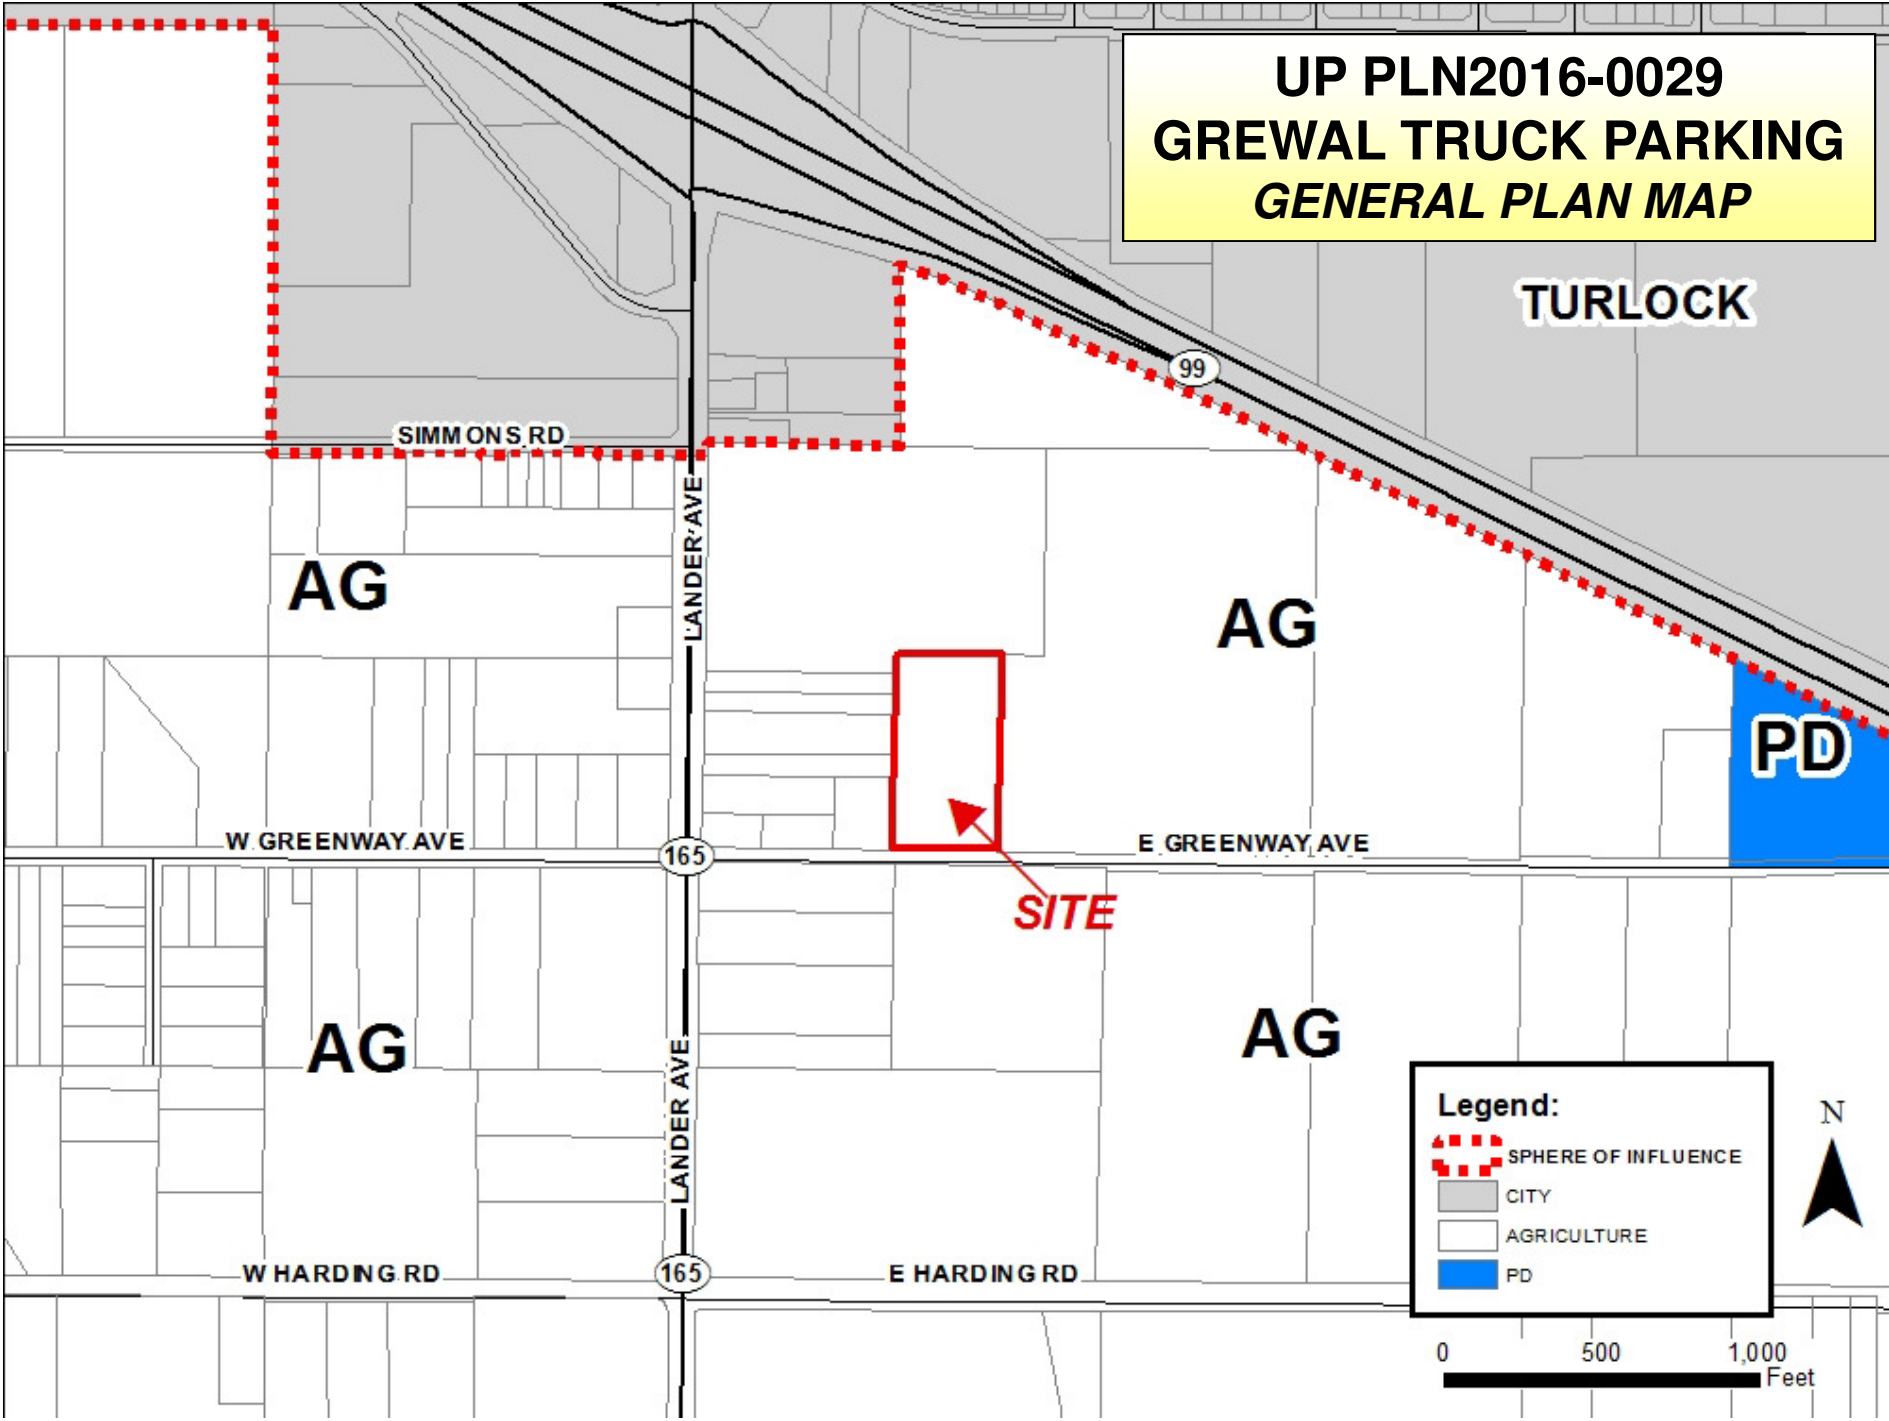 UP PLN2016-0029
GREWAL TRUCK PARKING
GENERAL PLAN MAP
TURLOCK
99
SIMMONS RD
LANDER AVE
AG
AG
PD
W GREENWAY AVE
165
E GREENWAY AVE
SITE
AG
AG
LANDER AVE
Legend:
SPHERE OF INFLUENCE
CITY
AGRICULTURE
PD
N
W HARDING RD
165
E HARDING RD
0 500 1,000
Feet